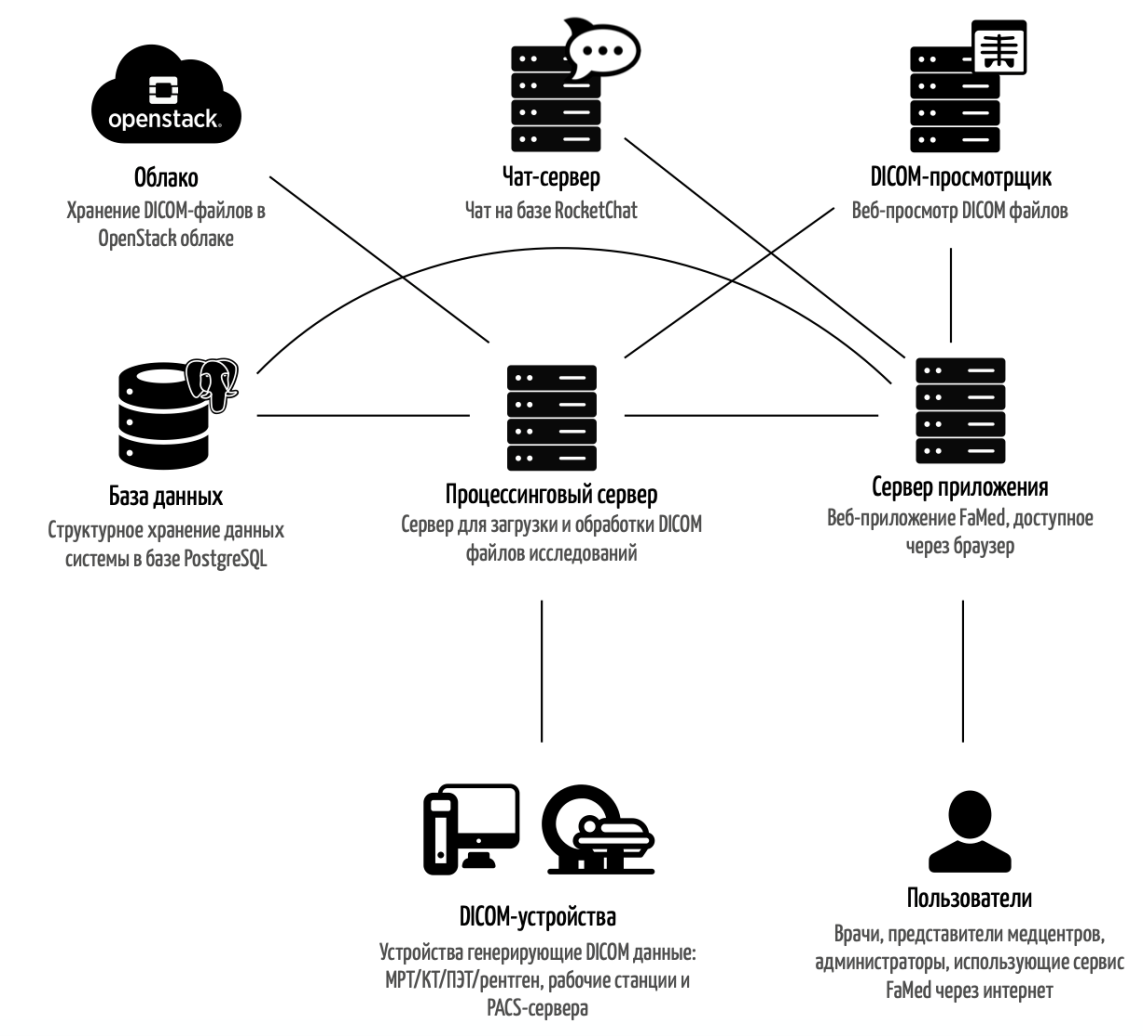 openstack.
Облако
Хранение DICOM-файлов в
OpenStack облаке
Чат-сервер
Чат на базе RocketChat
DICOM-просмотрщик
Веб-просмотр DICOM файлов
База данных
Структурное хранение данных
системы в базе PostgreSQL
Процессинговый сервер
Сервер для загрузки и обработки DICOM
файлов исследований
Сервер приложения
Веб-приложение FaMed, доступное
через браузер
DICOM-устройства
Устройства генерирующие DICOM данные:
МРТ/КТ/ПЭТ/рентген, рабочие станции и
PACS-сервера
Пользователи
Врачи, представители медцентров,
администраторы, использующие сервис
FaMed через интернет